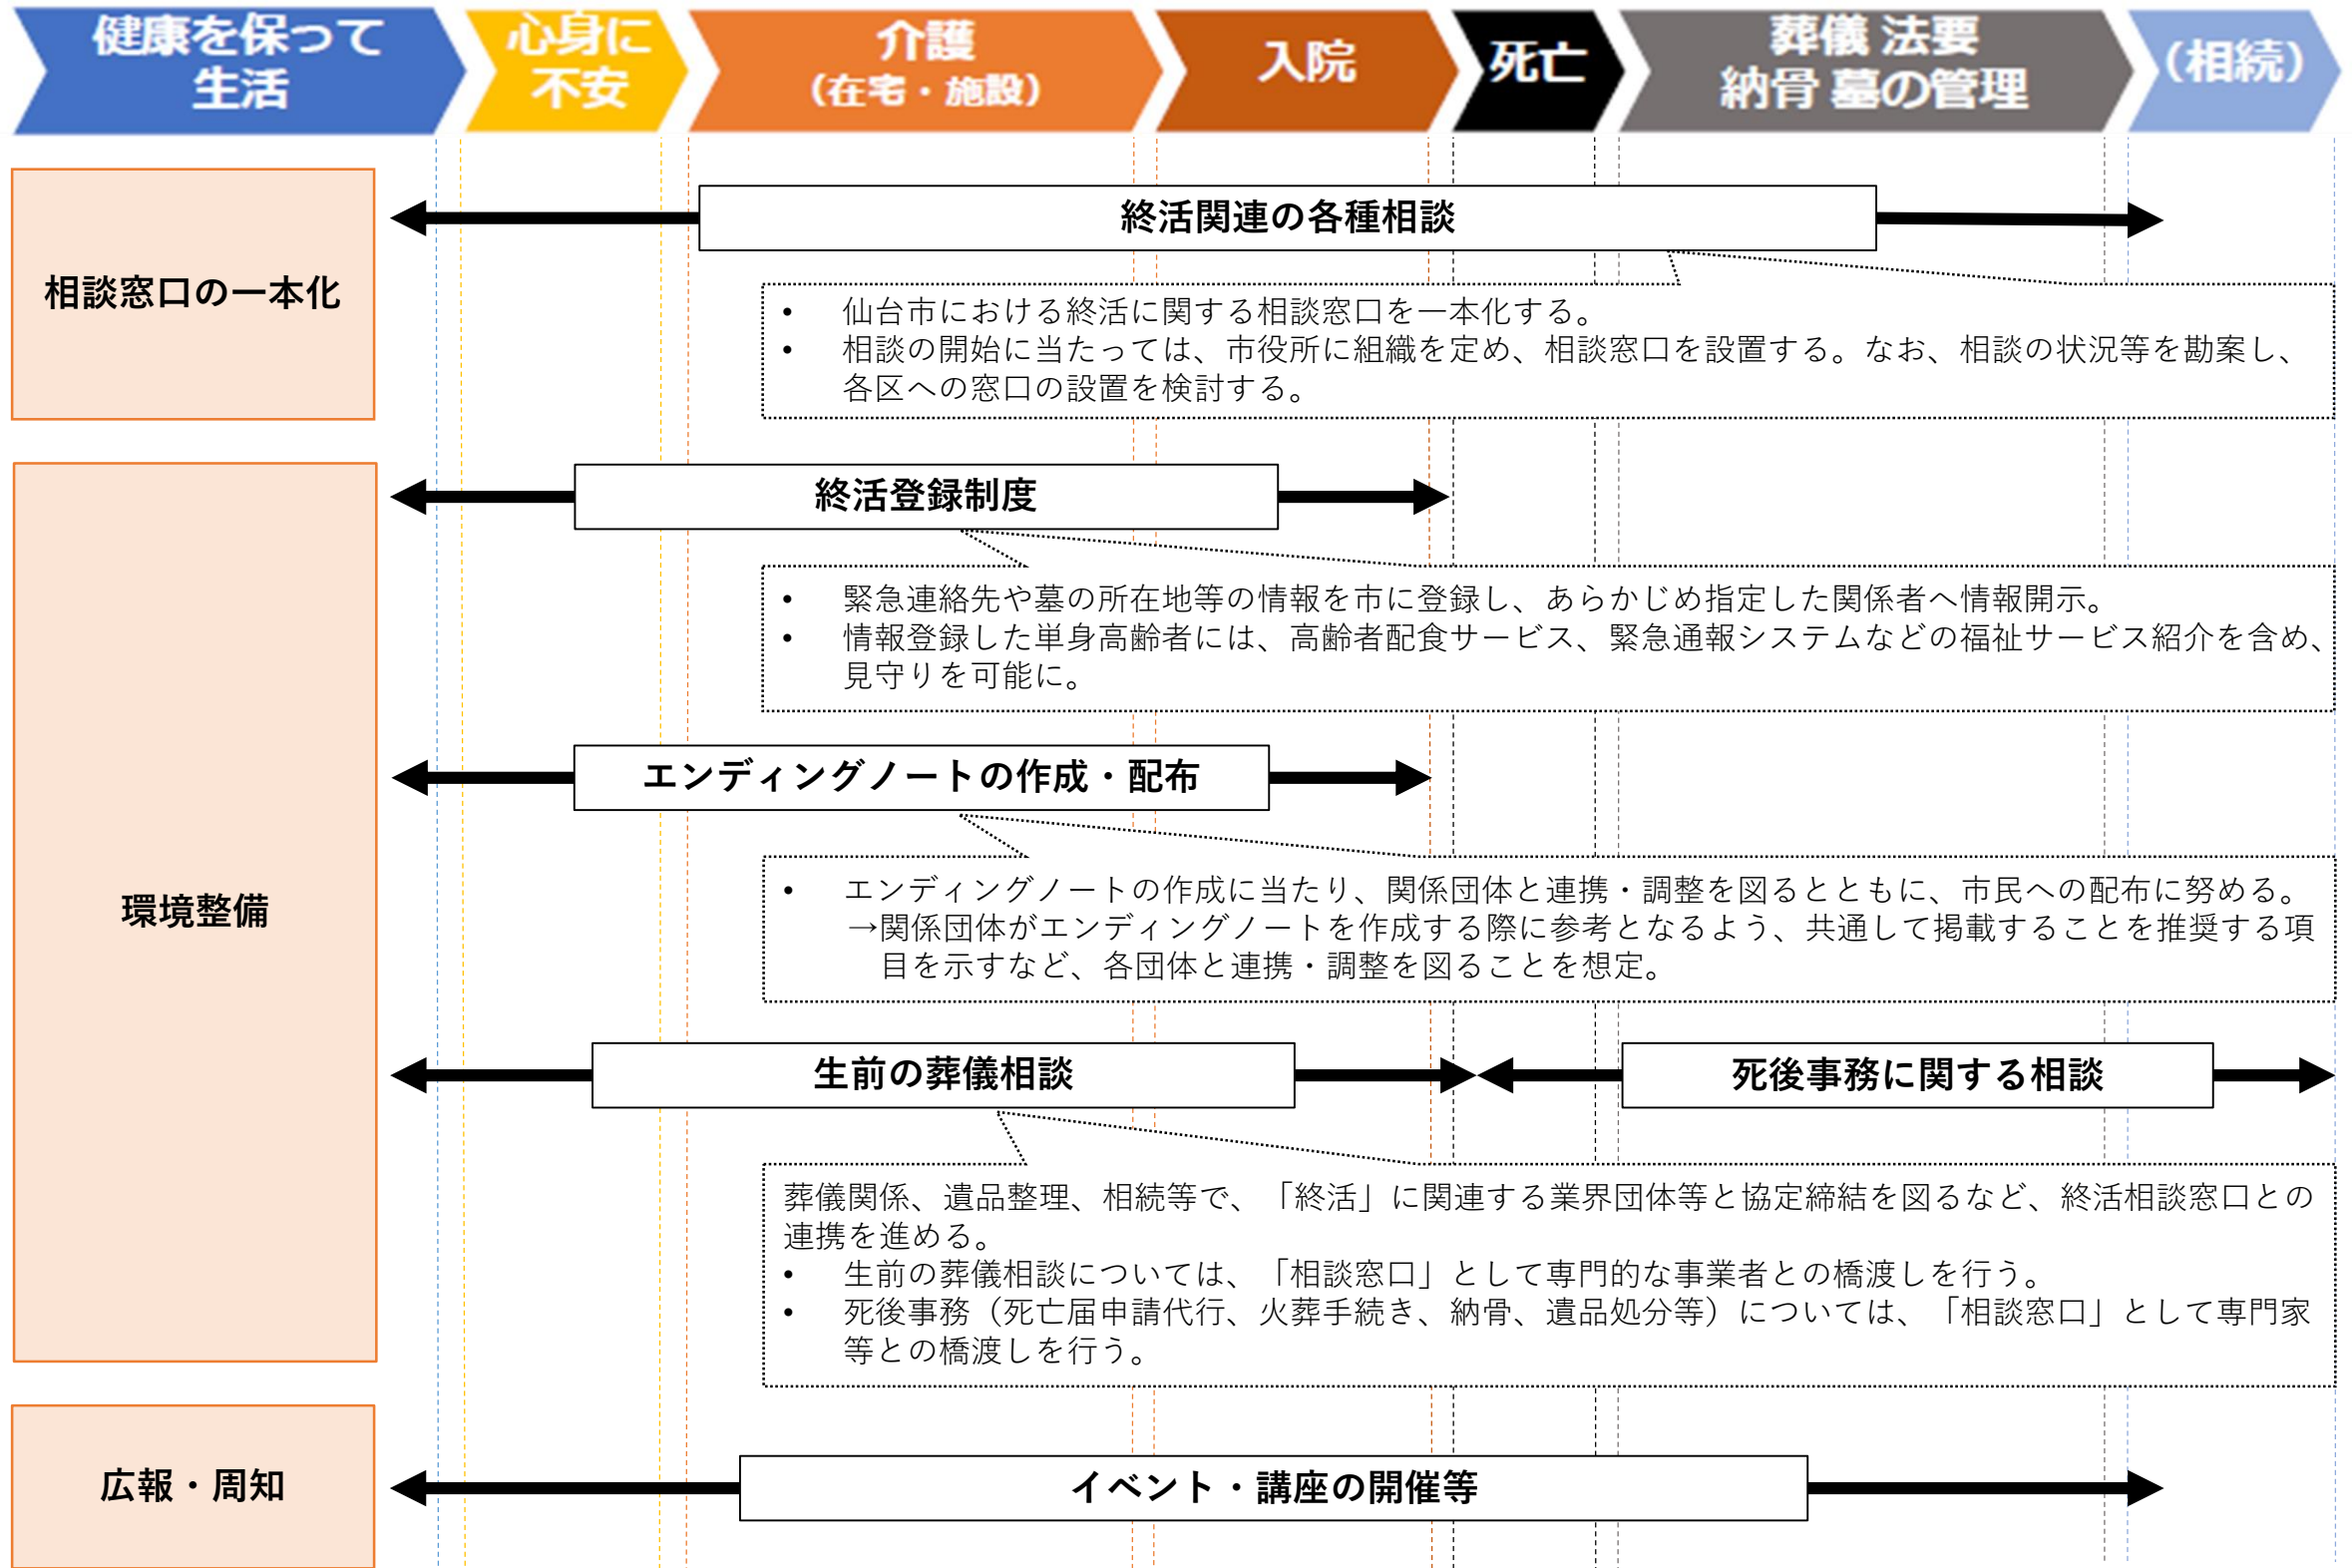 健康を保って
生活
心身に
不安
介護
（在宅・施設）
入院
死亡
葬儀 法要
納骨 墓の管理
（相続）
相談窓口の一本化
終活関連の各種相談
• 仙台市における終活に関する相談窓口を一本化する。
• 相談の開始に当たっては、市役所に組織を定め、相談窓口を設置する。なお、相談の状況等を勘案し、
各区への窓口の設置を検討する。
環境整備
終活登録制度
• 緊急連絡先や墓の所在地等の情報を市に登録し、あらかじめ指定した関係者へ情報開示。
• 情報登録した単身高齢者には、高齢者配食サービス、緊急通報システムなどの福祉サービス紹介を含め、
見守りを可能に。
エンディングノートの作成・配布
• エンディングノートの作成に当たり、関係団体と連携・調整を図るとともに、市民への配布に努める。
→関係団体がエンディングノートを作成する際に参考となるよう、共通して掲載することを推奨する項
目を示すなど、各団体と連携・調整を図ることを想定。
生前の葬儀相談
死後事務に関する相談
葬儀関係、遺品整理、相続等で、「終活」に関連する業界団体等と協定締結を図るなど、終活相談窓口との
連携を進める。
• 生前の葬儀相談については、「相談窓口」として専門的な事業者との橋渡しを行う。
• 死後事務（死亡届申請代行、火葬手続き、納骨、遺品処分等）については、「相談窓口」として専門家
等との橋渡しを行う。
広報・周知
イベント・講座の開催等